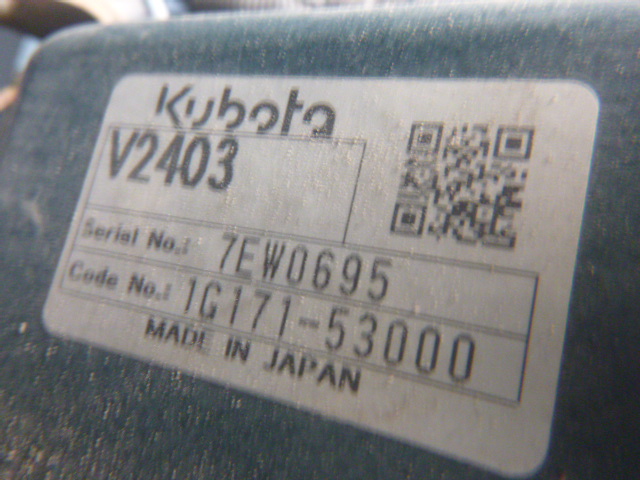 Kubota
V2403
Serial No.: 7EW0695
Code No.: 1G171-53000
MADE IN JAPAN